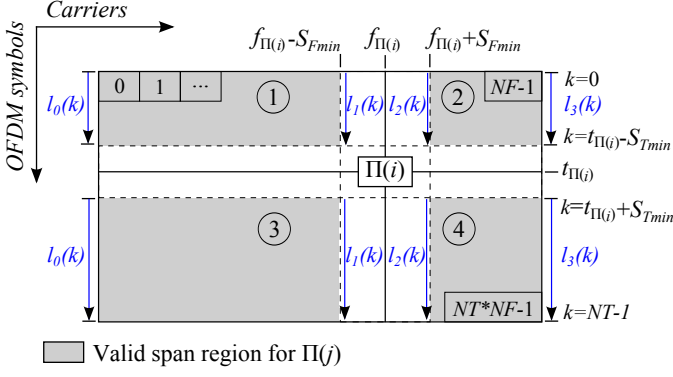 Carriers
OFDM symbols
f_Π(i)-S_Fmin f_Π(i) f_Π(i)+S_Fmin
0 1 ... 1 2 NF-1 k=0
l_0(k) l_1(k) l_2(k) l_3(k)
k=t_Π(i)-S_Tmin
Π(i) t_Π(i)
k=t_Π(i)+S_Tmin
3 4
l_0(k) l_1(k) l_2(k) l_3(k)
NT*NF-1 k=NT-1
Valid span region for Π(j)